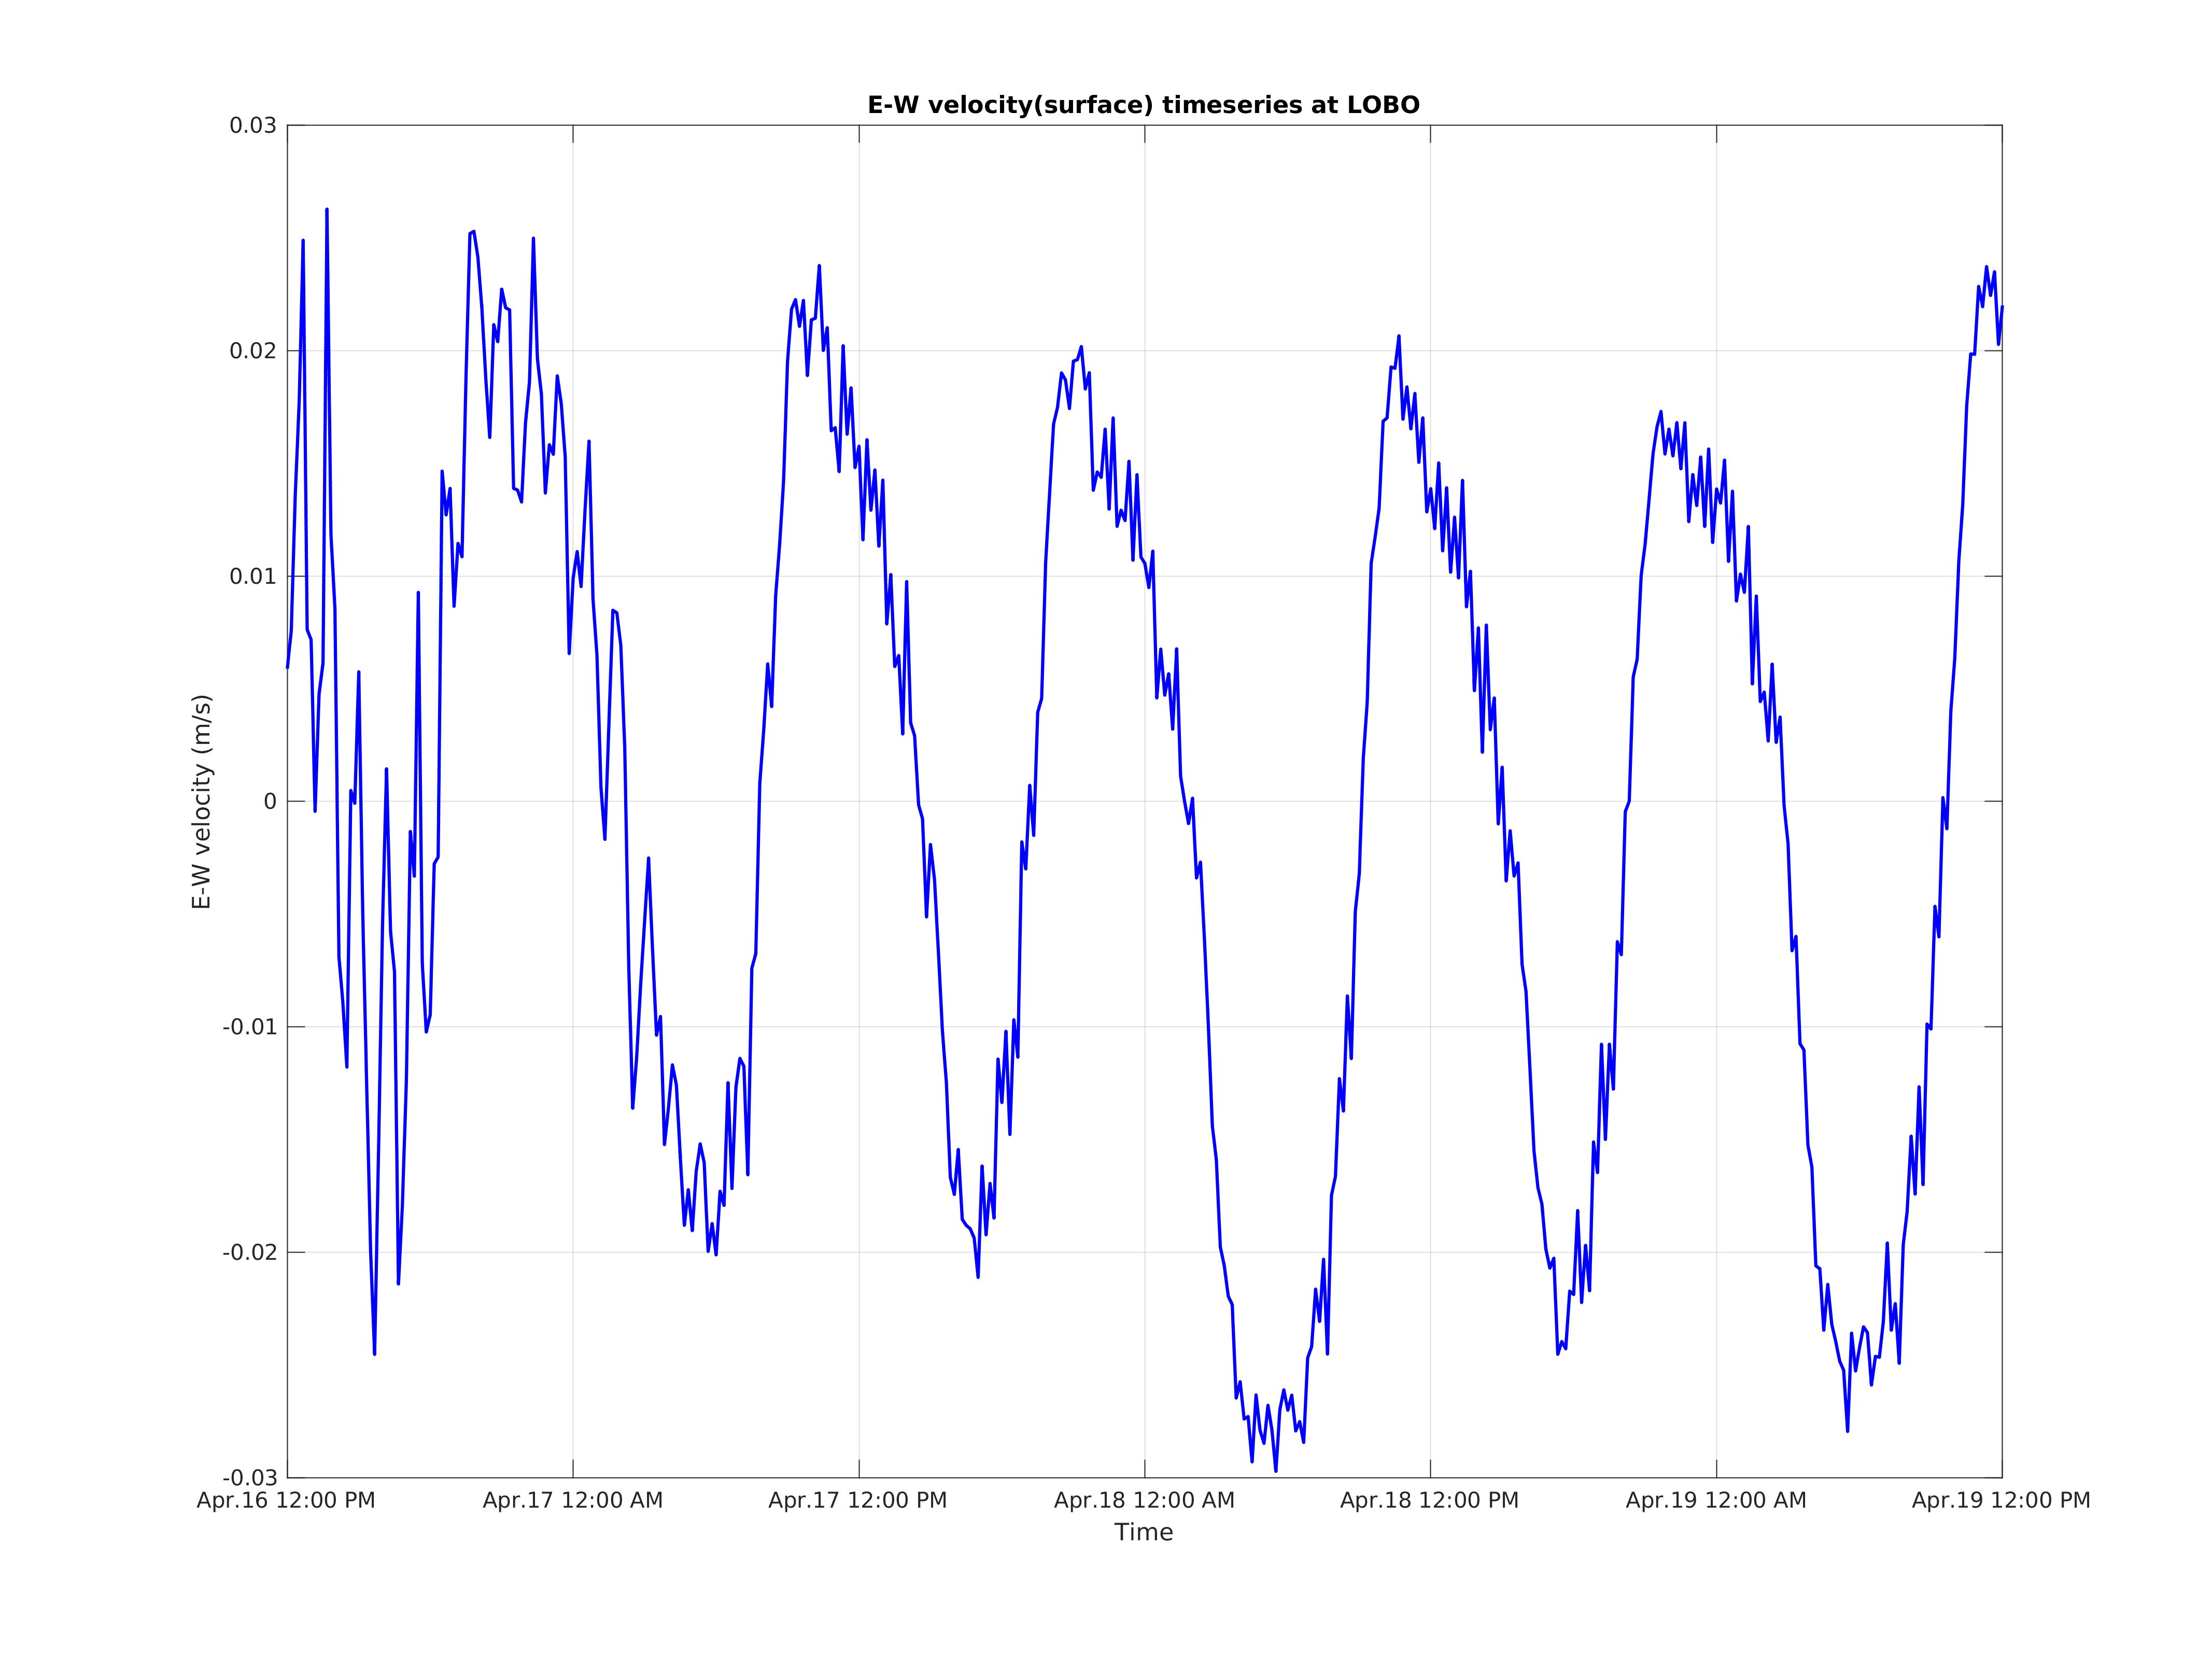 E-W velocity(surface) timeseries at LOBO
0.03
0.02
0.01
0
-0.01
-0.02
-0.03
E-W velocity (m/s)
Apr.16 12:00 PM
Apr.17 12:00 AM
Apr.17 12:00 PM
Apr.18 12:00 AM
Apr.18 12:00 PM
Apr.19 12:00 AM
Apr.19 12:00 PM
Time